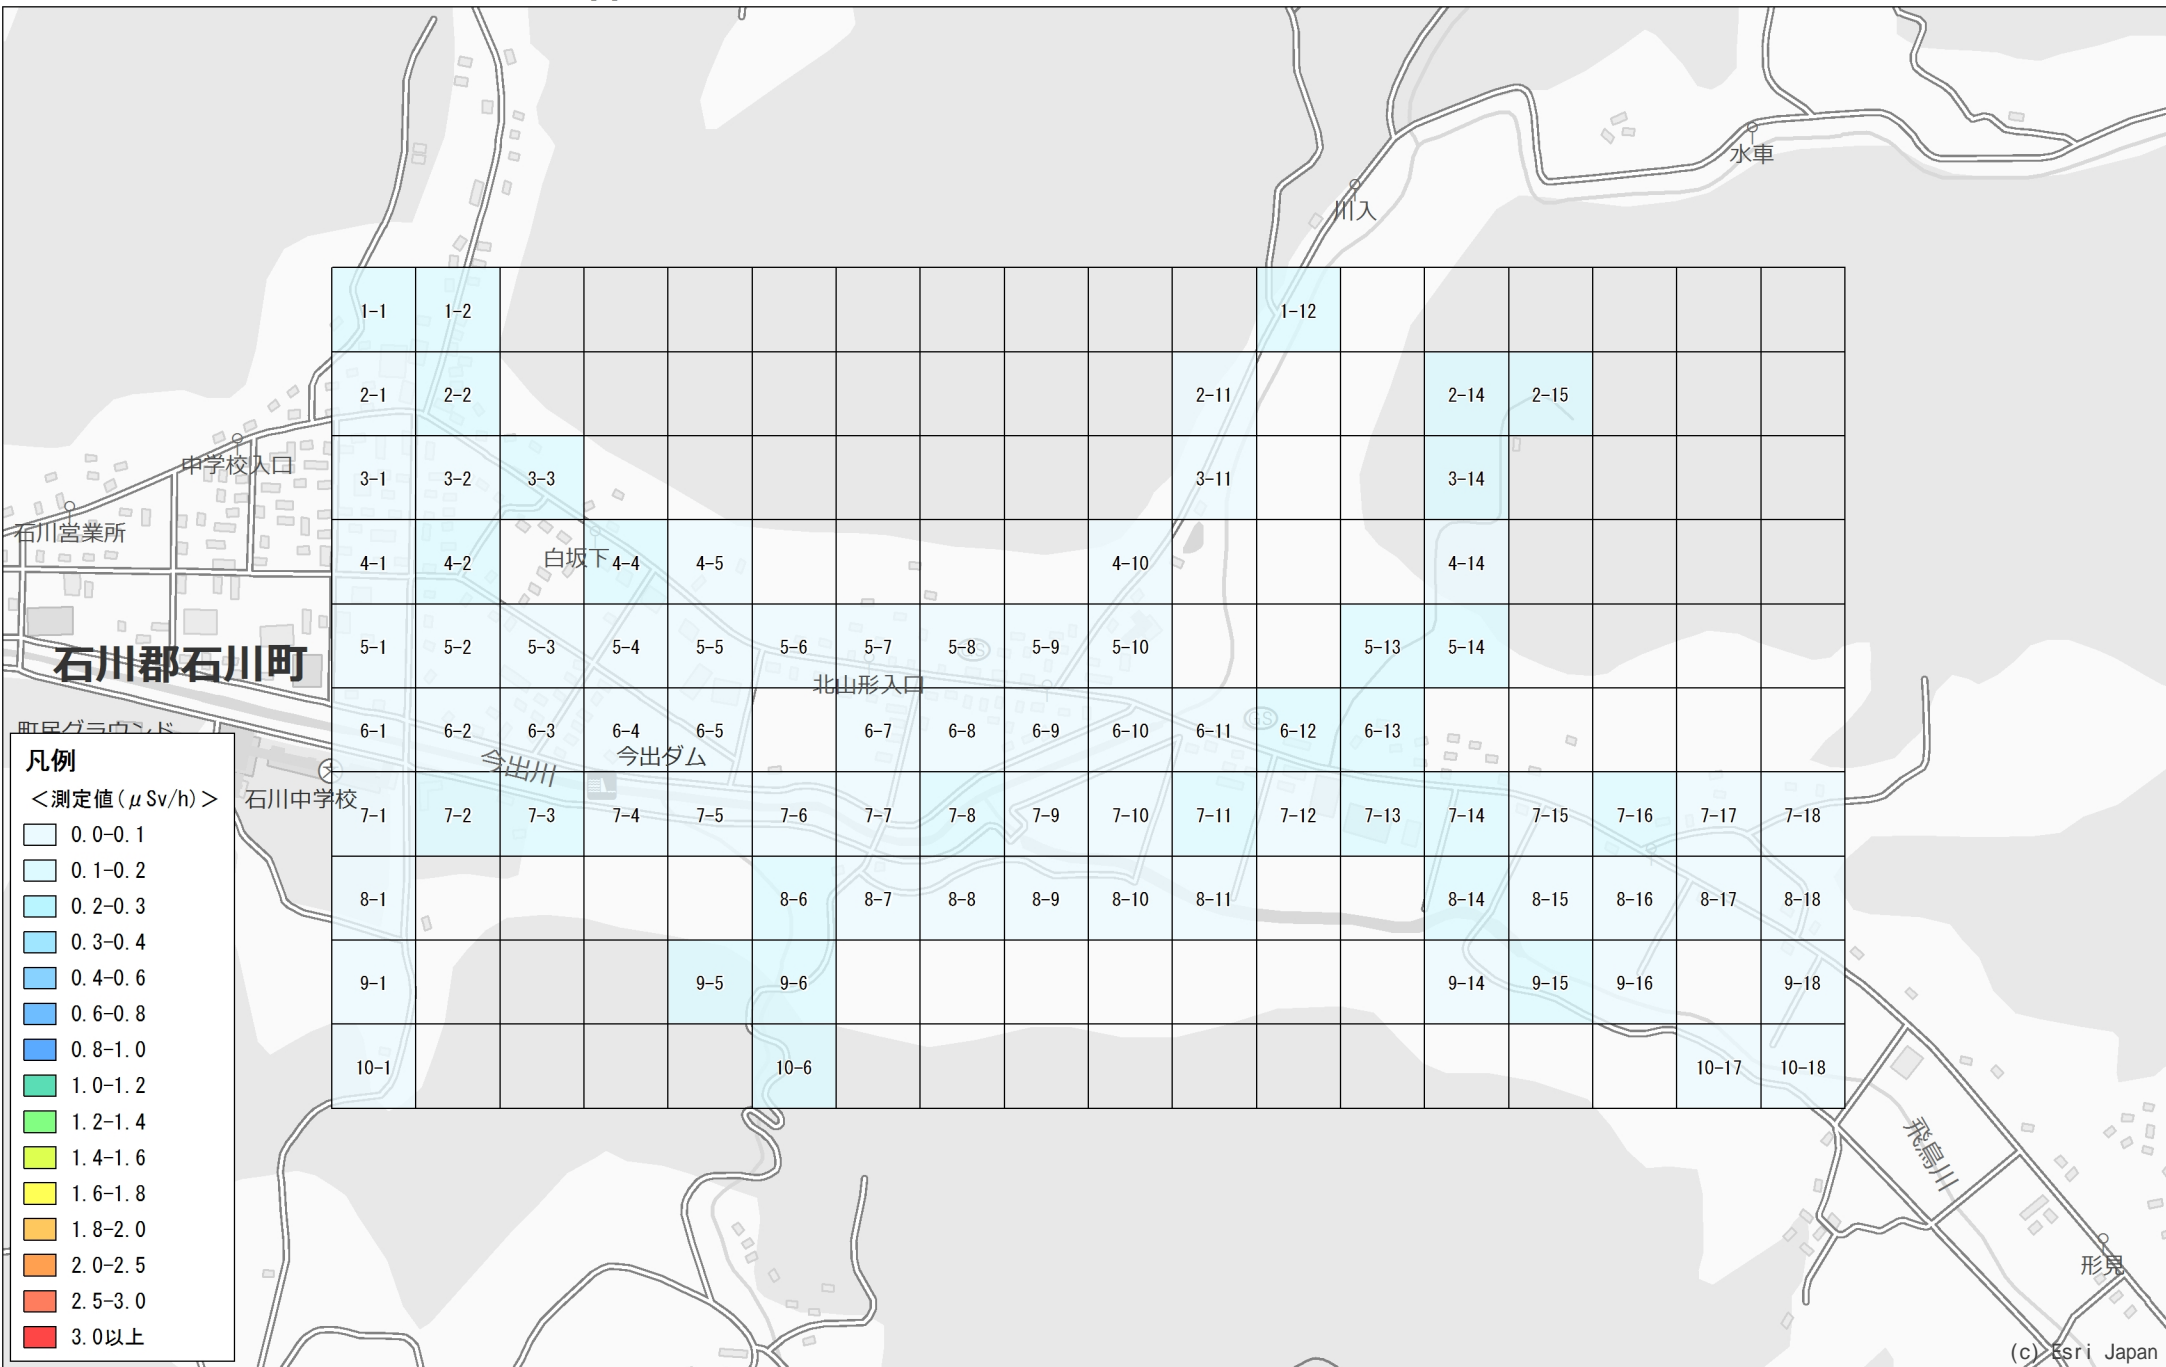 水車
川入
1-1 1-2 1-12
2-1 2-2 2-11 2-14 2-15
中学校入口
3-1 3-2 3-3 3-11 3-14
石川営業所
白坂下
4-1 4-2 4-4 4-5 4-10 4-14
石川郡石川町
5-1 5-2 5-3 5-4 5-5 5-6 5-7 5-8 5-9 5-10 5-13 5-14
GS
北山形入口
町民グラウンド
6-1 6-2 6-3 6-4 6-5 6-7 6-8 6-9 6-10 6-11 6-12 6-13
GS
今出川
今出ダム
石川中学校
文
7-1 7-2 7-3 7-4 7-5 7-6 7-7 7-8 7-9 7-10 7-11 7-12 7-13 7-14 7-15 7-16 7-17 7-18
8-1 8-6 8-7 8-8 8-9 8-10 8-11 8-14 8-15 8-16 8-17 8-18
9-1 9-5 9-6 9-14 9-15 9-16 9-18
10-1 10-6 10-17 10-18
飛鳥川
形見
凡例
＜測定値(μSv/h)＞
0.0-0.1
0.1-0.2
0.2-0.3
0.3-0.4
0.4-0.6
0.6-0.8
0.8-1.0
1.0-1.2
1.2-1.4
1.4-1.6
1.6-1.8
1.8-2.0
2.0-2.5
2.5-3.0
3.0以上
(c) Esri Japan